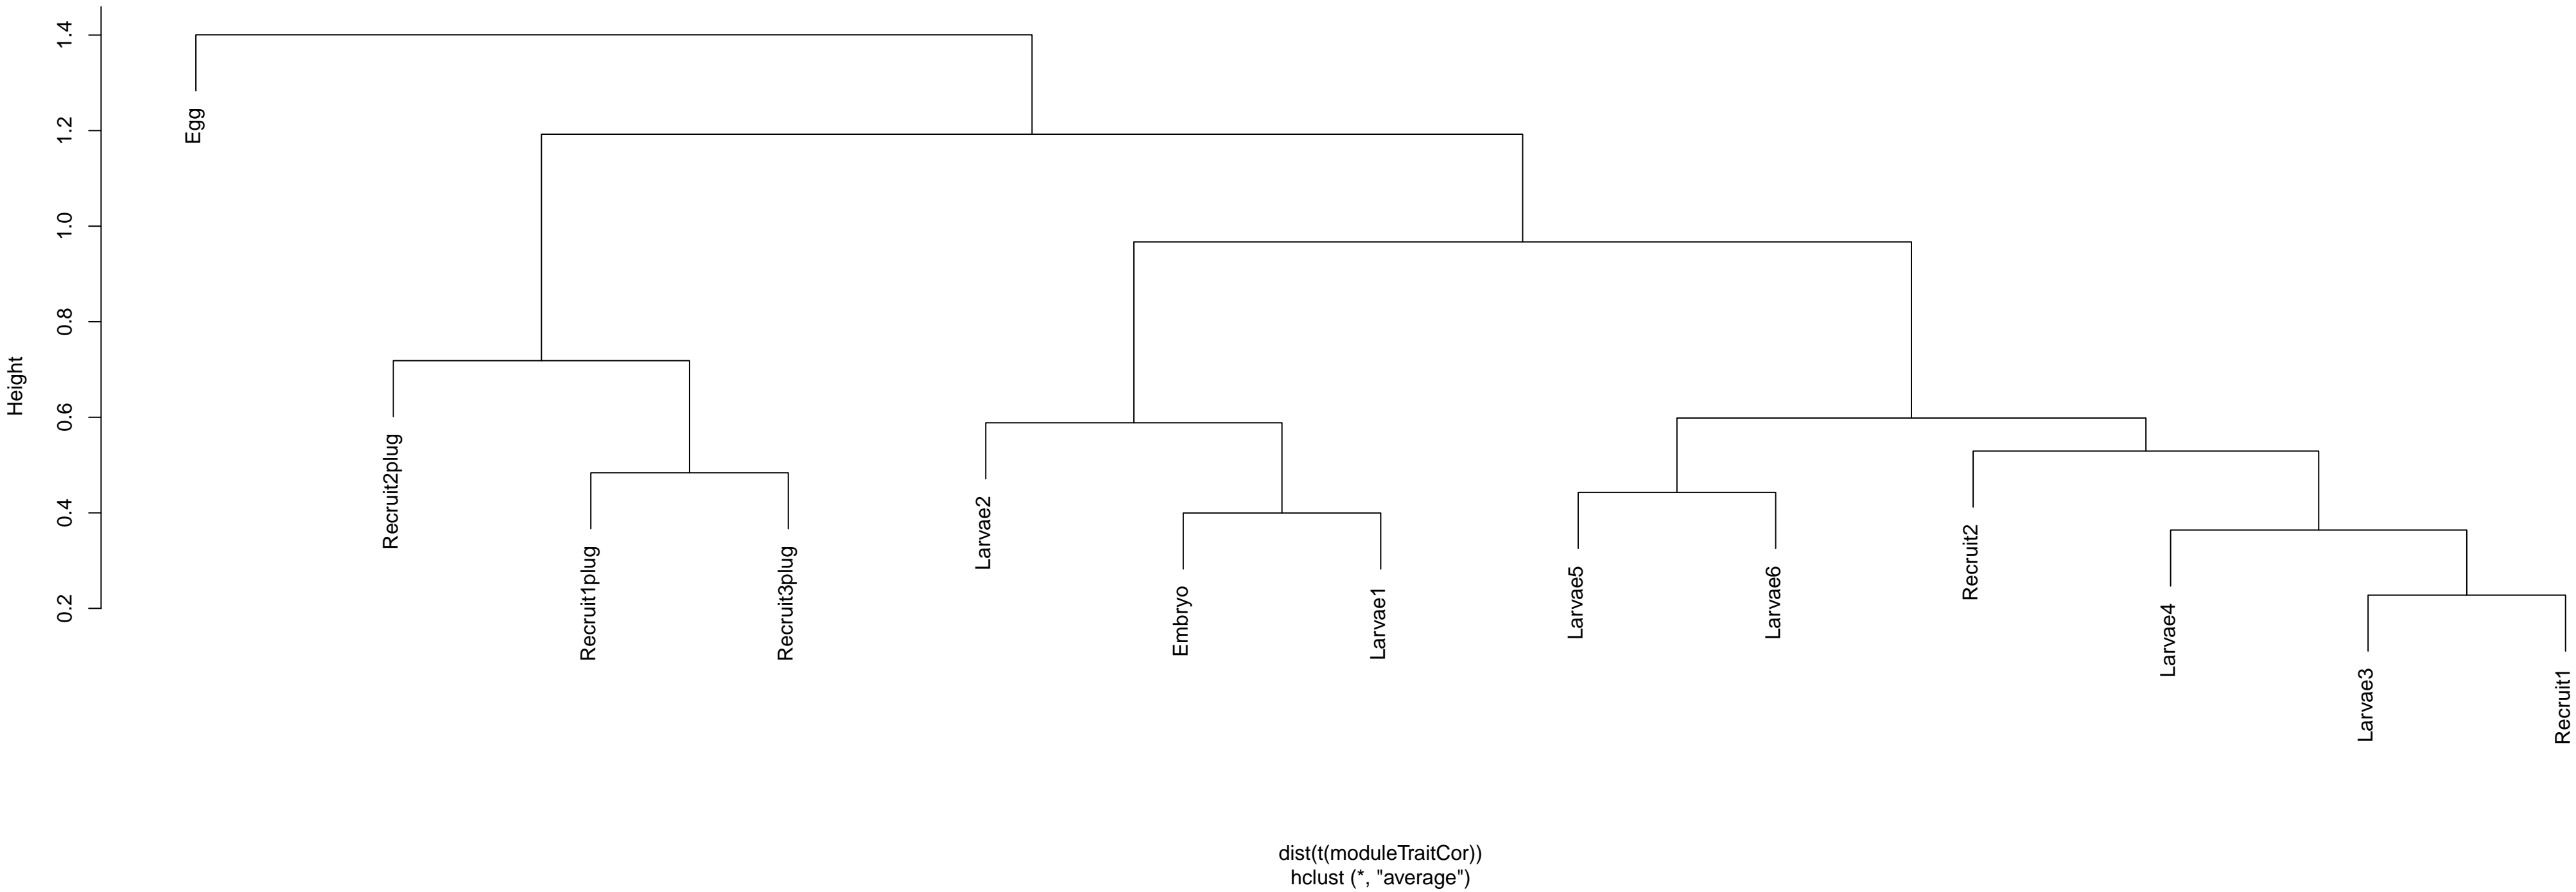 Height
1.4
1.2
1.0
0.8
0.6
0.4
0.2
Egg
Recruit2plug
Recruit1plug
Recruit3plug
Larvae2
Embryo
Larvae1
Larvae5
Larvae6
Recruit2
Larvae4
Larvae3
Recruit1
dist(t(moduleTraitCor))
hclust (*, "average")